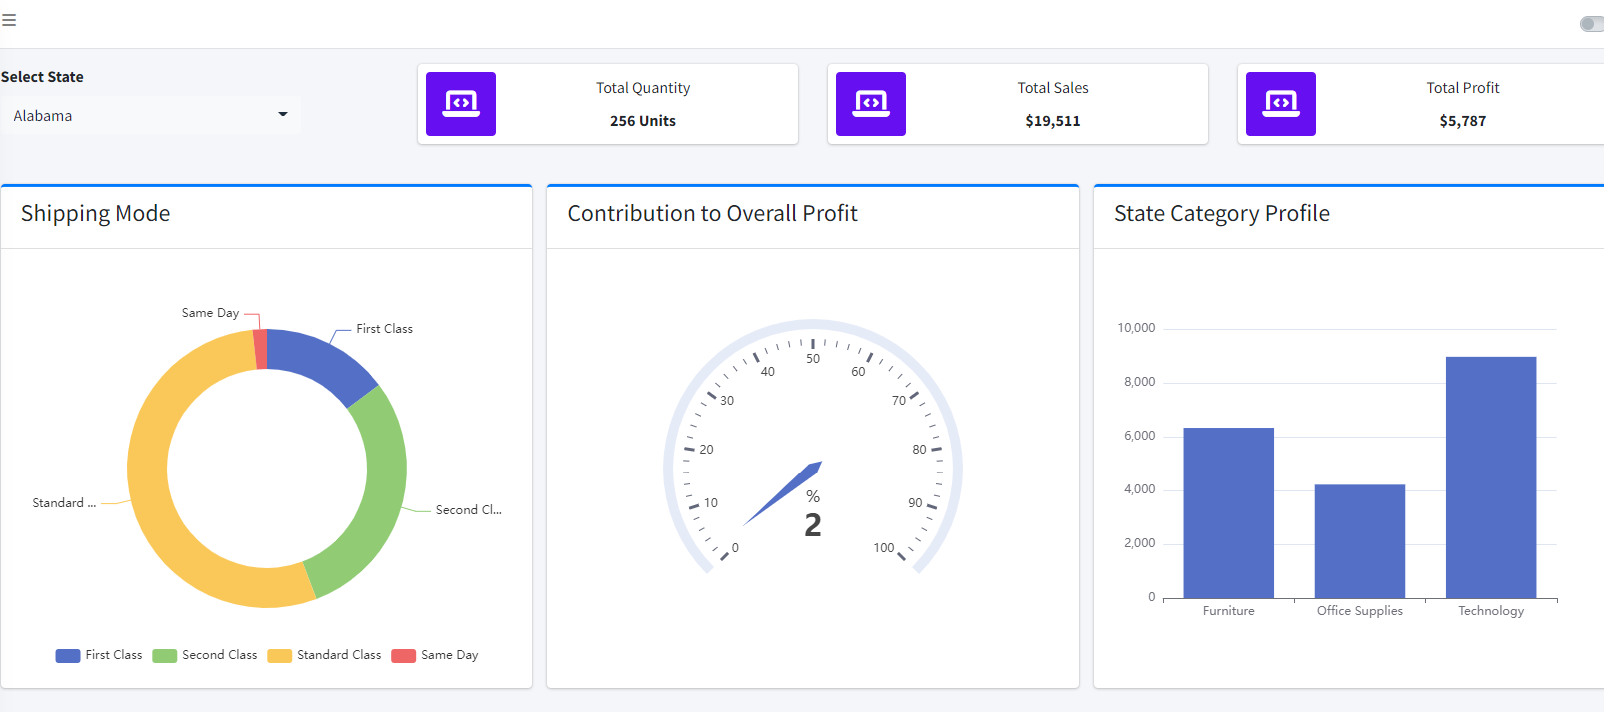 Select State
Alabama
Total Quantity
256 Units
Total Sales
$19,511
Total Profit
$5,787
Shipping Mode
Same Day
First Class
Standard ...
Second Cl...
First Class
Second Class
Standard Class
Same Day
Contribution to Overall Profit
0
10
20
30
40
50
60
70
80
90
100
%
2
State Category Profile
10,000
8,000
6,000
4,000
2,000
0
Furniture
Office Supplies
Technology